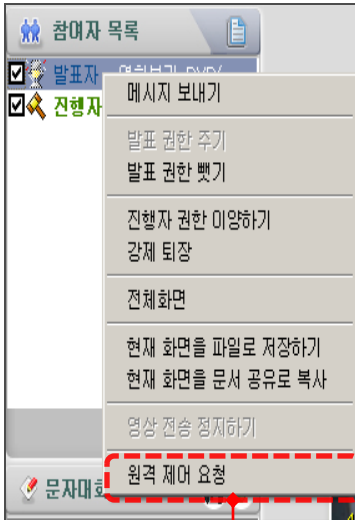 참여자 목록
발표자
진행자
메시지 보내기
발표 권한 주기
발표 권한 뺏기
진행자 권한 이양하기
강제 퇴장
전체화면
현재 화면을 파일로 저장하기
현재 화면을 문서 공유로 복사
영상 전송 정지하기
원격 제어 요청
문자대화